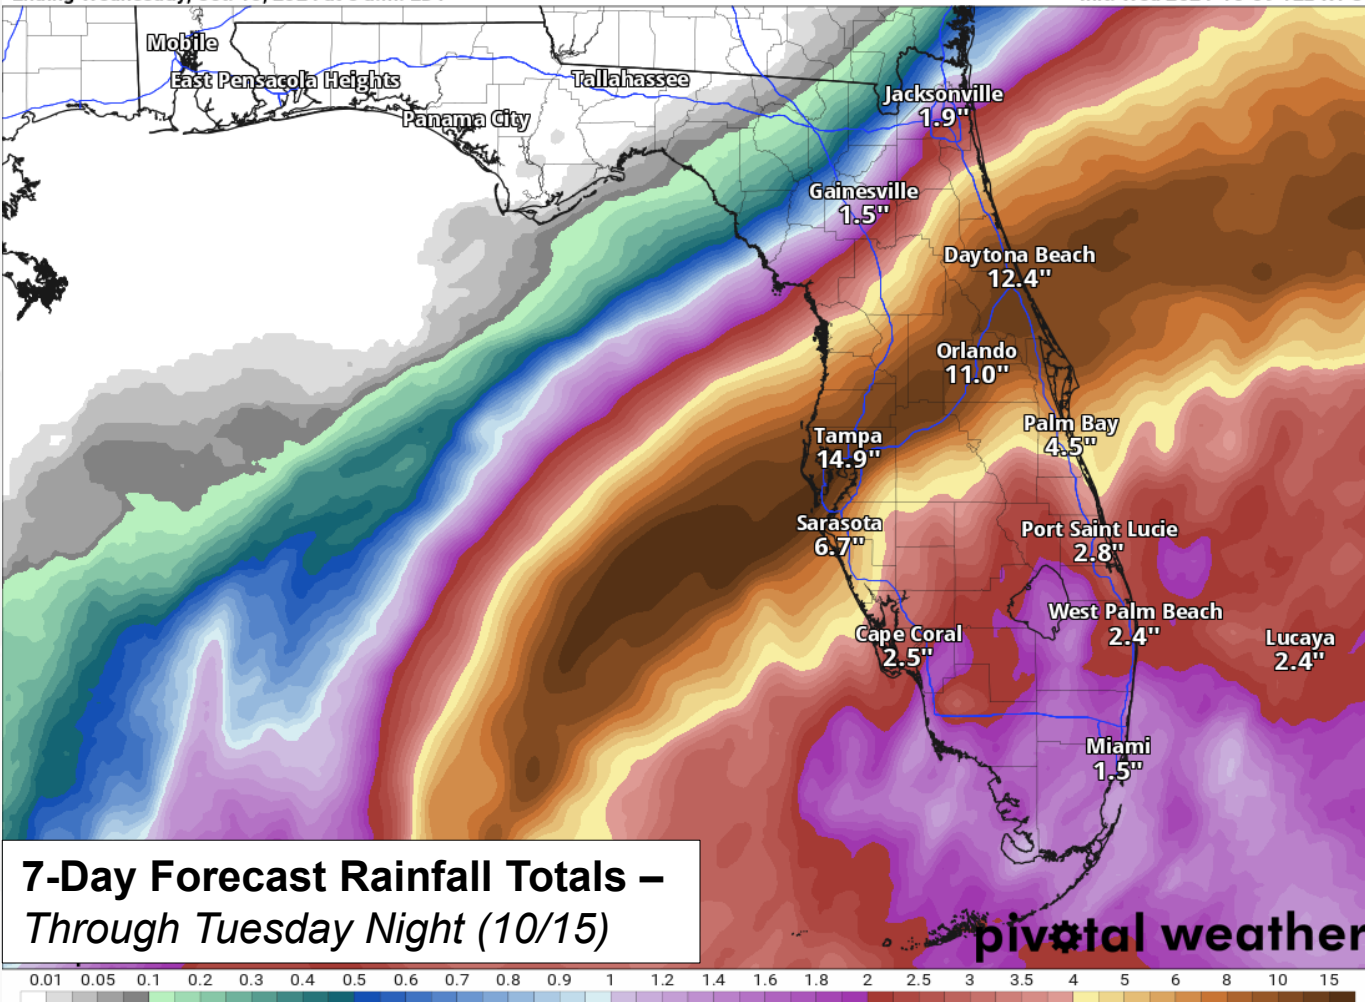 Mobile
East Pensacola Heights
Tallahassee
Panama City
Jacksonville
1.9"
Gainesville
1.5"
Daytona Beach
12.4"
Orlando
11.0"
Palm Bay
4.5"
Tampa
14.9"
Sarasota
6.7"
Port Saint Lucie
2.8"
West Palm Beach
2.4"
Cape Coral
2.5"
Lucaya
2.4"
Miami
1.5"
7-Day Forecast Rainfall Totals –
Through Tuesday Night (10/15)
pivotal weather
0.01 0.05 0.1 0.2 0.3 0.4 0.5 0.6 0.7 0.8 0.9 1 1.2 1.4 1.6 1.8 2 2.5 3 3.5 4 5 6 8 10 15